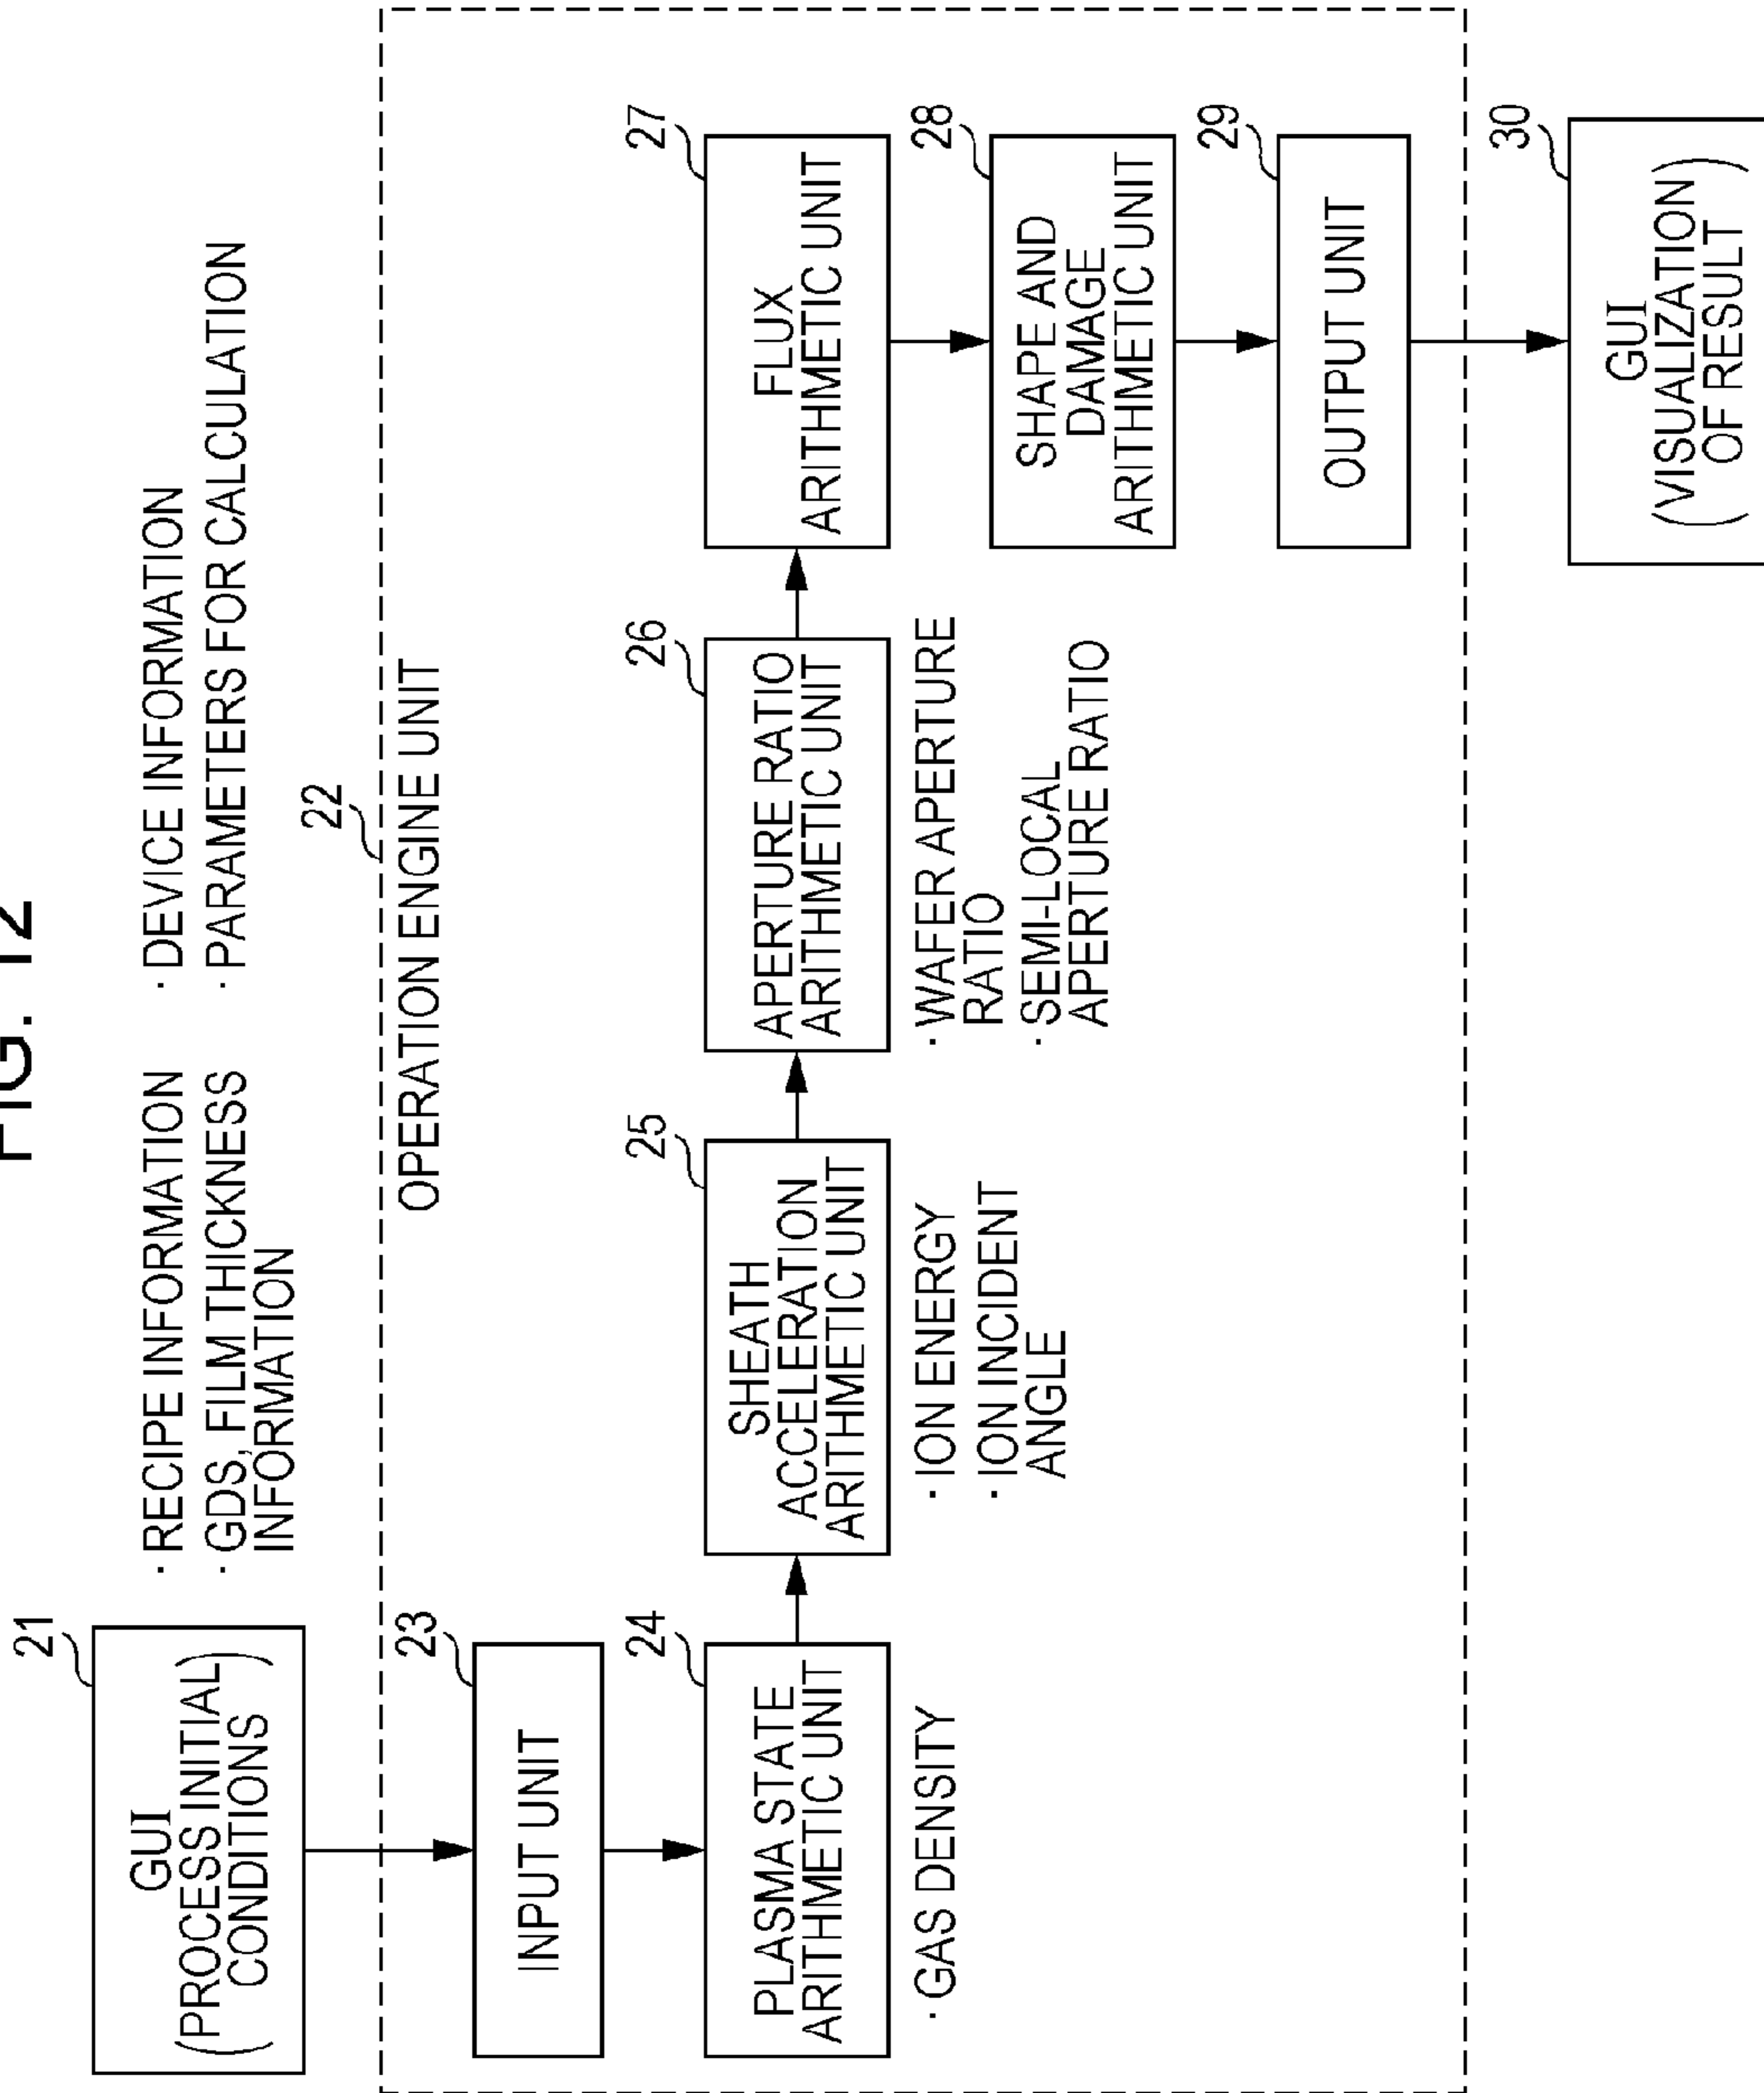 FIG. 12
21
GUI
(PROCESS INITIAL
CONDITIONS)
· RECIPE INFORMATION
· GDS, FILM THICKNESS
INFORMATION
· DEVICE INFORMATION
· PARAMETERS FOR CALCULATION
22
OPERATION ENGINE UNIT
23
INPUT UNIT
24
PLASMA STATE
ARITHMETIC UNIT
· GAS DENSITY
25
SHEATH
ACCELERATION
ARITHMETIC UNIT
· ION ENERGY
· ION INCIDENT
ANGLE
26
APERTURE RATIO
ARITHMETIC UNIT
· WAFER APERTURE
RATIO
· SEMI-LOCAL
APERTURE RATIO
27
FLUX
ARITHMETIC UNIT
28
SHAPE AND
DAMAGE
ARITHMETIC UNIT
29
OUTPUT UNIT
30
GUI
(VISUALIZATION
OF RESULT)